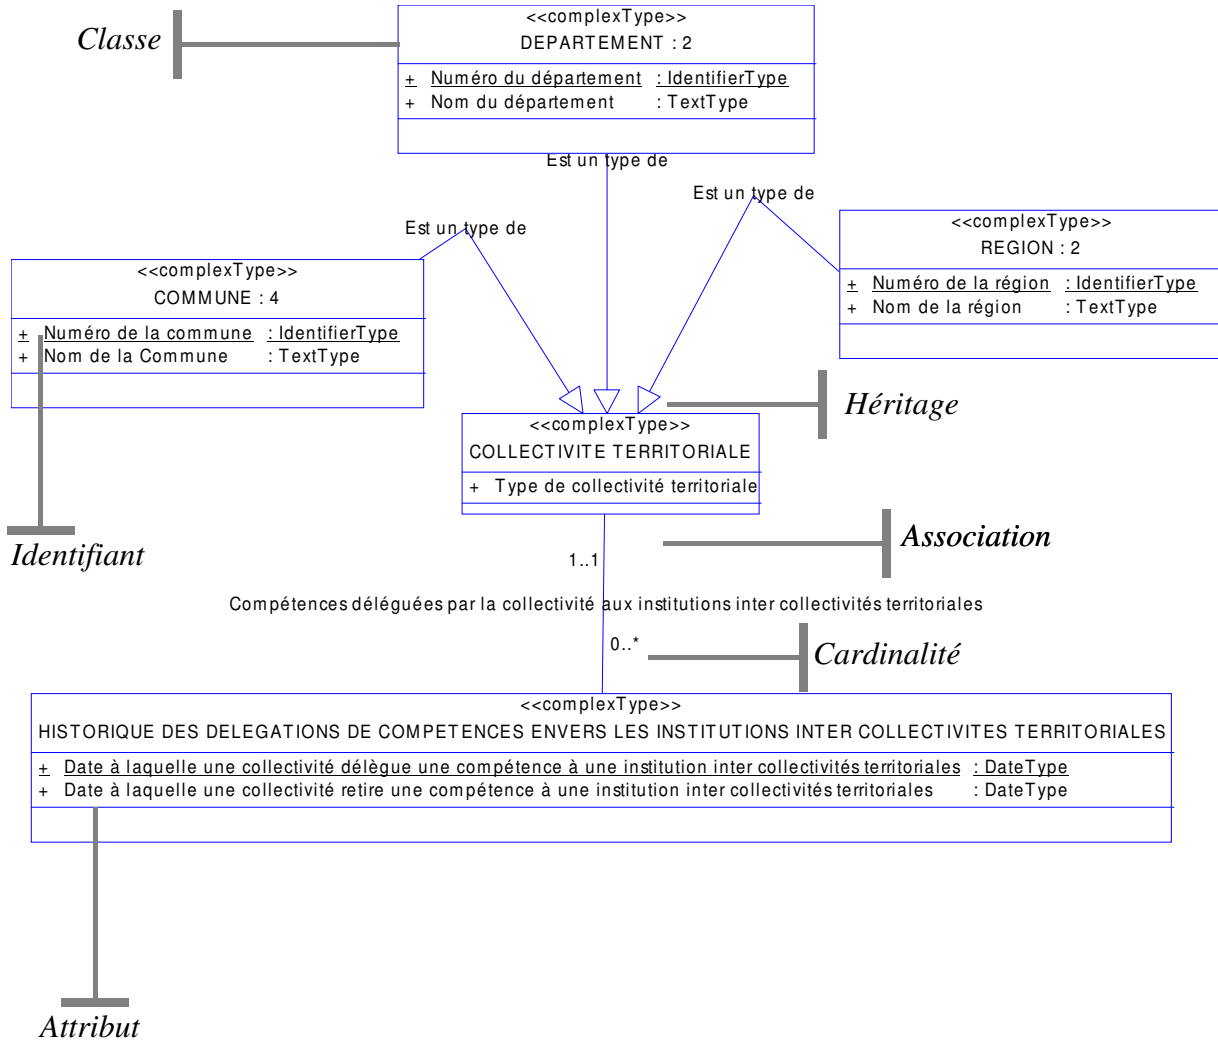 Classe
<<complexType>>
DEPARTEMENT : 2
+ Numéro du département : IdentifierType
+ Nom du département : TextType
Est un type de
Est un type de
Est un type de
<<complexType>>
REGION : 2
+ Numéro de la région : IdentifierType
+ Nom de la région : TextType
<<complexType>>
COMMUNE : 4
+ Numéro de la commune : IdentifierType
+ Nom de la Commune : TextType
Héritage
<<complexType>>
COLLECTIVITE TERRITORIALE
+ Type de collectivité territoriale
Identifiant
Association
1..1
Compétences déléguées par la collectivité aux institutions inter collectivités territoriales
0..*
Cardinalité
<<complexType>>
HISTORIQUE DES DELEGATIONS DE COMPETENCES ENVERS LES INSTITUTIONS INTER COLLECTIVITES TERRITORIALES
+ Date à laquelle une collectivité délègue une compétence à une institution inter collectivités territoriales : DateType
+ Date à laquelle une collectivité retire une compétence à une institution inter collectivités territoriales : DateType
Attribut